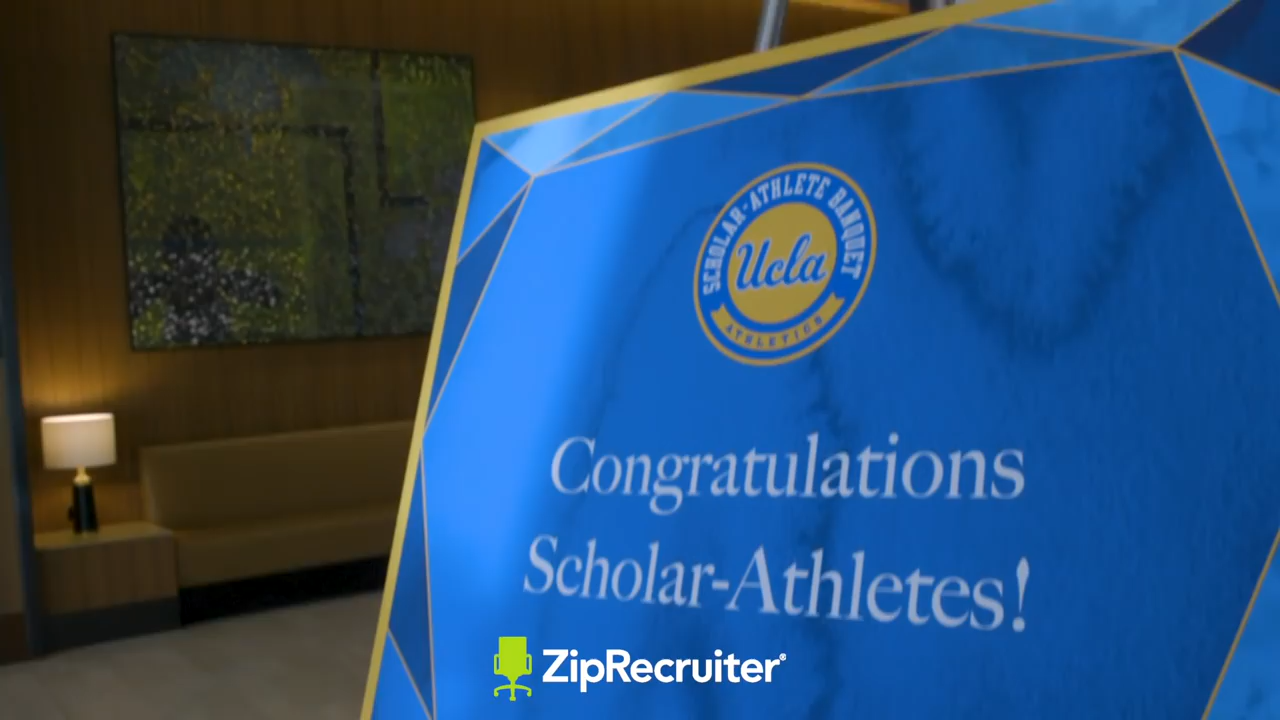 SCHOLAR-ATHLETE BANQUET
Ucla
ATHLETICS
Congratulations
Scholar-Athletes!
ZipRecruiter®